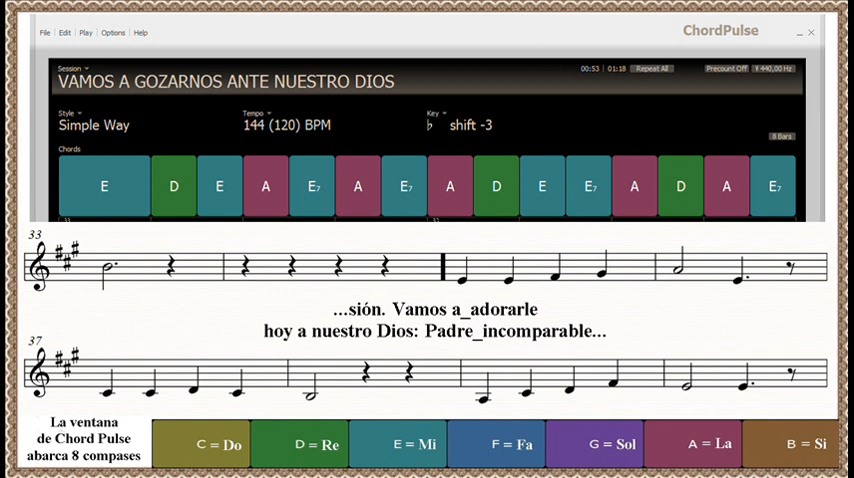 File Edit Play Options Help
ChordPulse
Session
00:53 01:18 Repeat All Precount Off 440,00 Hz
VAMOS A GOZARNOS ANTE NUESTRO DIOS
Style Tempo Key
Simple Way 144 (120) BPM ♭ shift -3
8 Bars
Chords
E D E A E7 A E7 A D E E7 A D A E7
33
33
...sión. Vamos a_adorarle
hoy a nuestro Dios: Padre_incomparable...
37
La ventana
de Chord Pulse
abarca 8 compases
C = Do D = Re E = Mi F = Fa G = Sol A = La B = Si